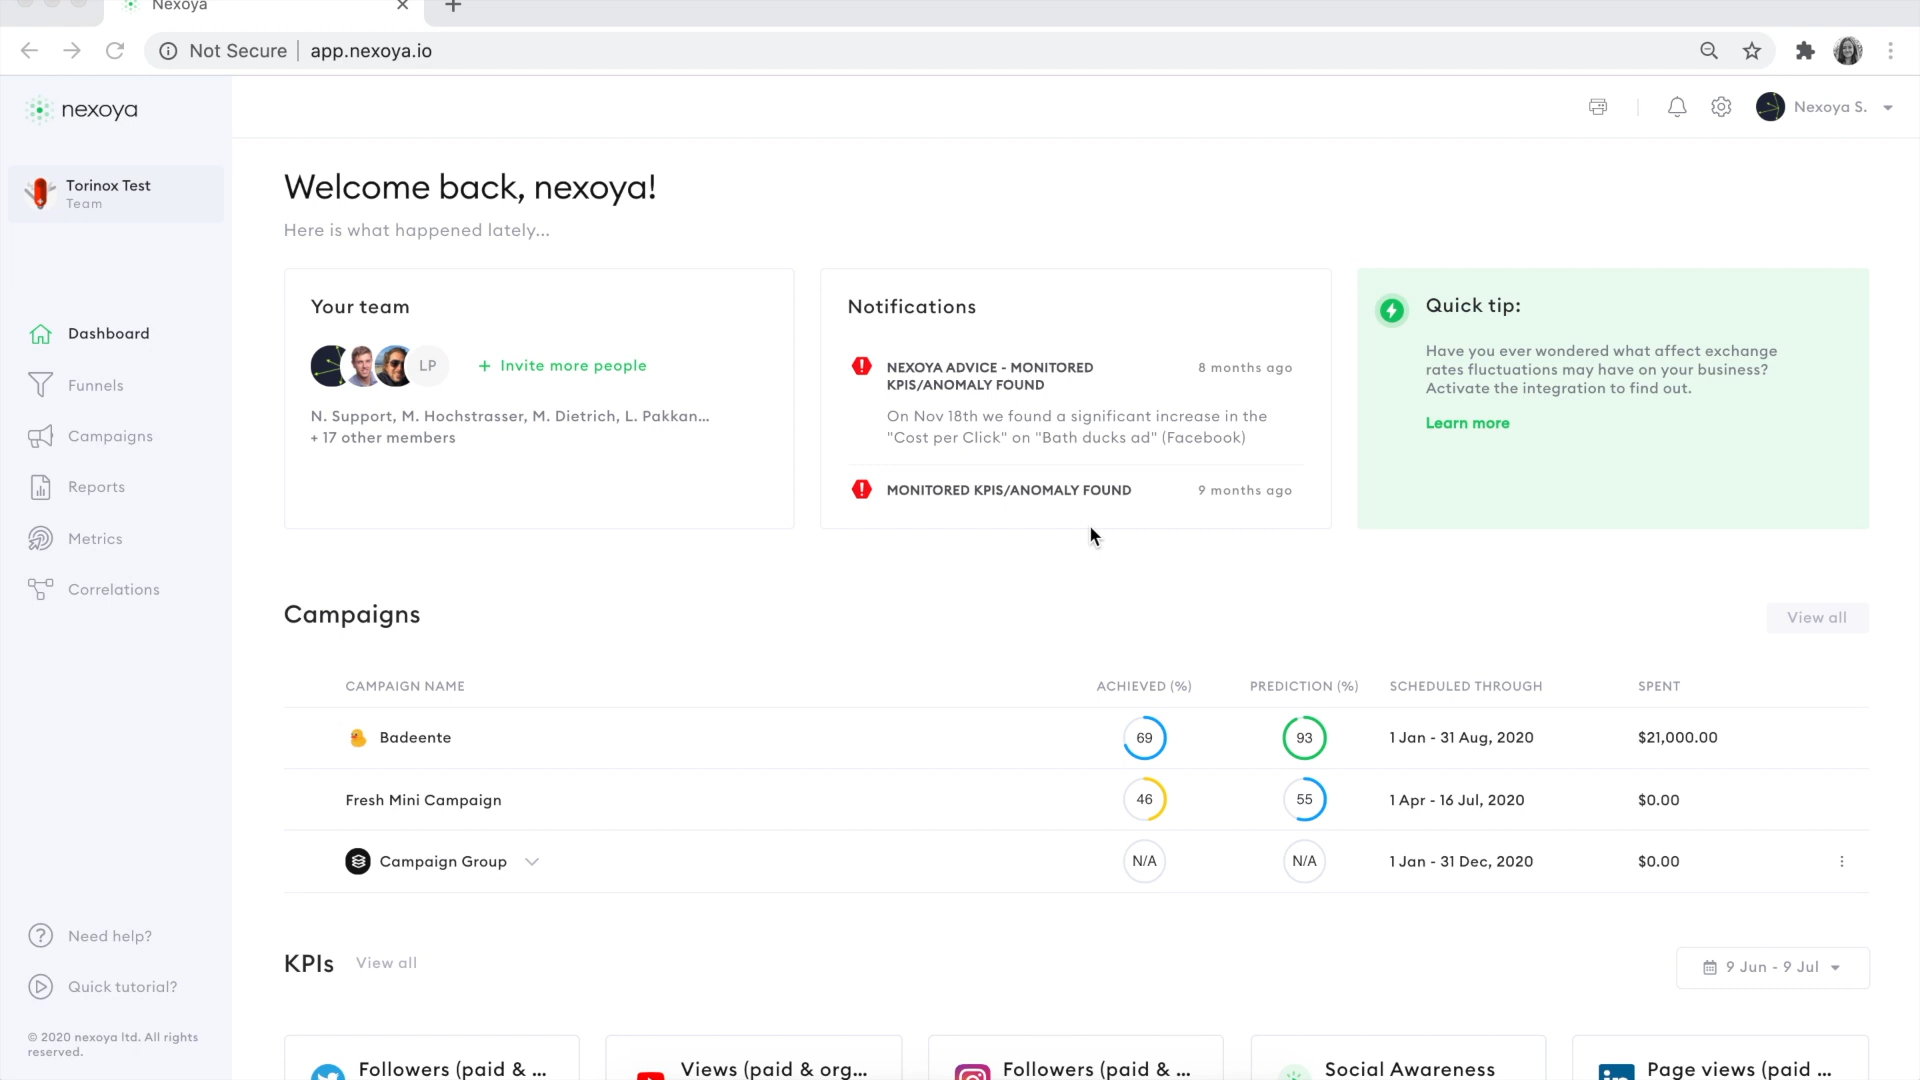 Nexoya
Not Secure
app.nexoya.io
nexoya
Nexoya S.
Torinox Test
Team
Welcome back, nexoya!
Here is what happened lately...
Dashboard
Funnels
Campaigns
Reports
Metrics
Correlations
Your team
LP
+ Invite more people
N. Support, M. Hochstrasser, M. Dietrich, L. Pakkan...
+ 17 other members
Notifications
NEXOYA ADVICE - MONITORED
KPIS/ANOMALY FOUND
8 months ago
On Nov 18th we found a significant increase in the
"Cost per Click" on "Bath ducks ad" (Facebook)
MONITORED KPIS/ANOMALY FOUND
9 months ago
Quick tip:
Have you ever wondered what affect exchange
rates fluctuations may have on your business?
Activate the integration to find out.
Learn more
Campaigns
View all
CAMPAIGN NAME ACHIEVED (%) PREDICTION (%) SCHEDULED THROUGH SPENT
Badeente 69 93 1 Jan - 31 Aug, 2020 $21,000.00
Fresh Mini Campaign 46 55 1 Apr - 16 Jul, 2020 $0.00
Campaign Group N/A N/A 1 Jan - 31 Dec, 2020 $0.00
Need help?
Quick tutorial?
© 2020 nexoya ltd. All rights
reserved.
KPIs View all
9 Jun - 9 Jul
Followers (paid & ...
Views (paid & org...
Followers (paid & ...
Social Awareness
Page views (paid ...